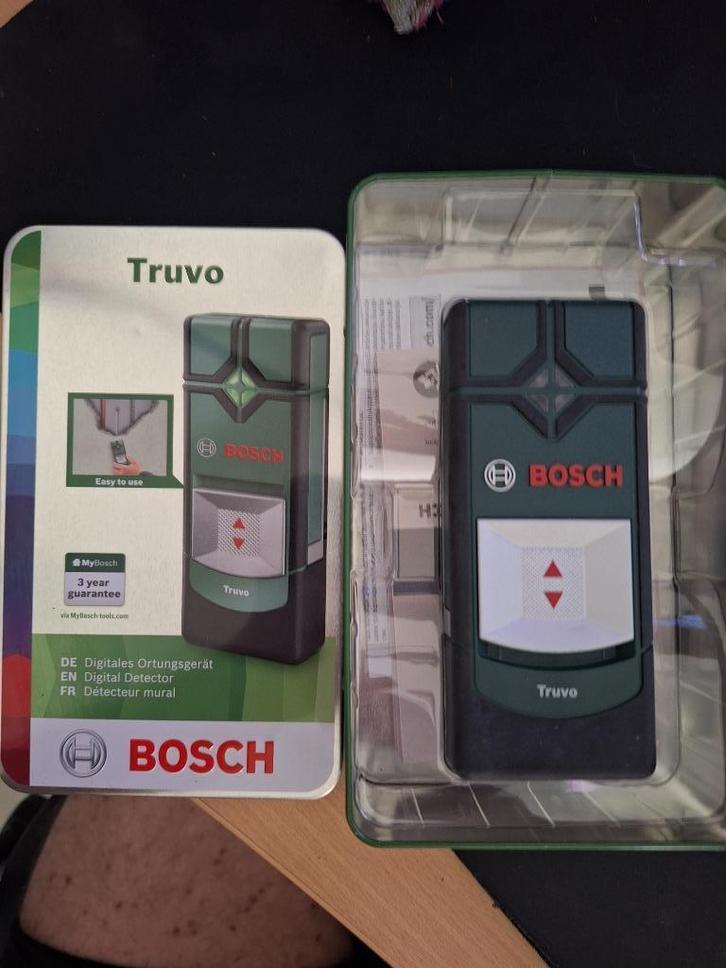 Truvo
BOSCH
Easy to use
MyBosch
3 year
guarantee
via MyBosch-tools.com
Truvo
DE Digitales Ortungsgerät
EN Digital Detector
FR Détecteur mural
BOSCH
BOSCH
Truvo